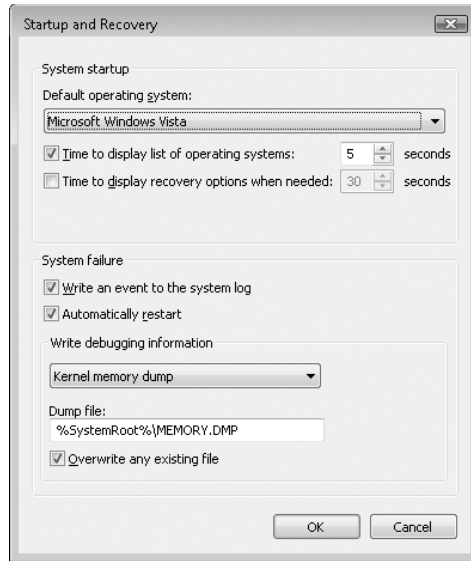 Startup and Recovery
System startup
Default operating system:
Microsoft Windows Vista
Time to display list of operating systems: 5 seconds
Time to display recovery options when needed: 30 seconds
System failure
Write an event to the system log
Automatically restart
Write debugging information
Kernel memory dump
Dump file:
%SystemRoot%\MEMORY.DMP
Overwrite any existing file
OK Cancel